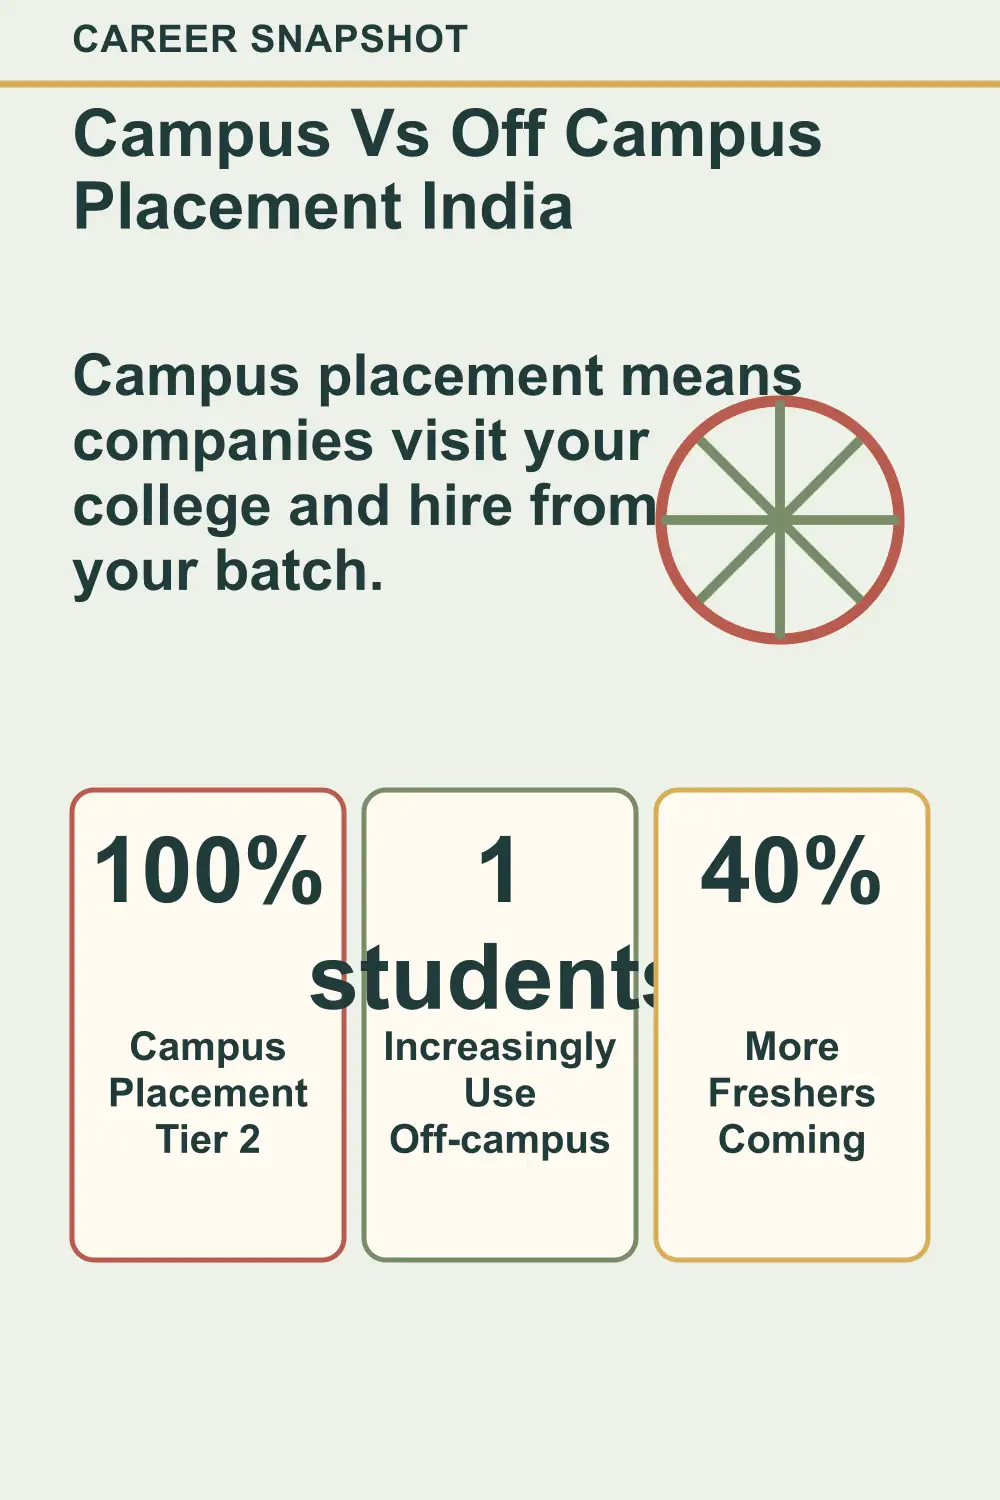 CAREER SNAPSHOT
Campus Vs Off Campus
Placement India
Campus placement means
companies visit your
college and hire from
your batch.
100%
Campus
Placement
Tier 2
1
students
Increasingly
Use
Off-campus
40%
More
Freshers
Coming